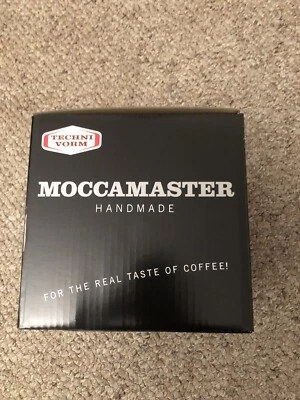 TECHNI
VORM
MOCCAMASTER
HANDMADE
FOR THE REAL TASTE OF COFFEE!